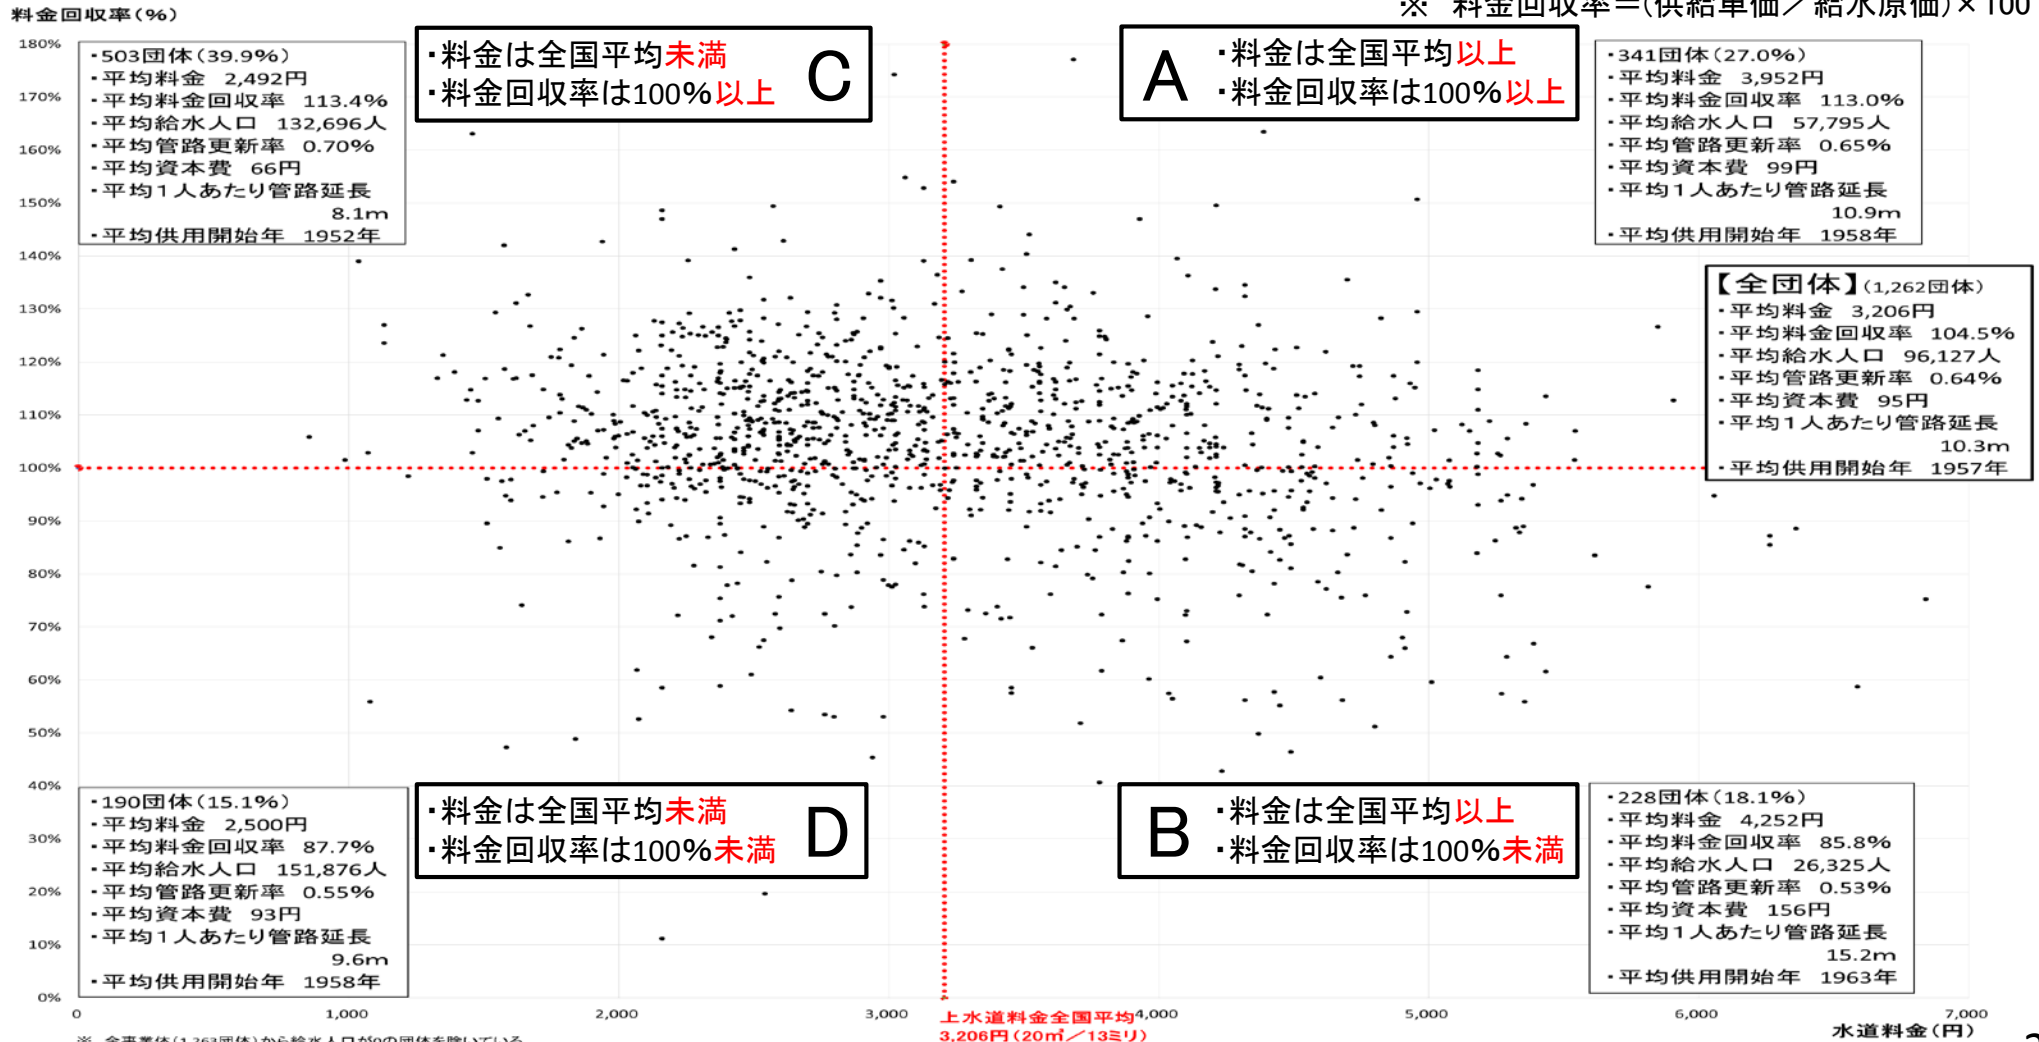 料金回収率(%)
※ 料金回収率=(供給単価/給水原価)×100
180%
170%
160%
150%
140%
130%
120%
110%
100%
90%
80%
70%
60%
50%
40%
30%
20%
10%
0%
・503団体(39.9%)
・平均料金 2,492円
・平均料金回収率 113.4%
・平均給水人口 132,696人
・平均管路更新率 0.70%
・平均資本費 66円
・平均1人あたり管路延長
8.1m
・平均供用開始年 1952年
・料金は全国平均未満
・料金回収率は100%以上
C
A
・料金は全国平均以上
・料金回収率は100%以上
・341団体(27.0%)
・平均料金 3,952円
・平均料金回収率 113.0%
・平均給水人口 57,795人
・平均管路更新率 0.65%
・平均資本費 99円
・平均1人あたり管路延長
10.9m
・平均供用開始年 1958年
【全団体】(1,262団体)
・平均料金 3,206円
・平均料金回収率 104.5%
・平均給水人口 96,127人
・平均管路更新率 0.64%
・平均資本費 95円
・平均1人あたり管路延長
10.3m
・平均供用開始年 1957年
・190団体(15.1%)
・平均料金 2,500円
・平均料金回収率 87.7%
・平均給水人口 151,876人
・平均管路更新率 0.55%
・平均資本費 93円
・平均1人あたり管路延長
9.6m
・平均供用開始年 1958年
・料金は全国平均未満
・料金回収率は100%未満
D
B
・料金は全国平均以上
・料金回収率は100%未満
・228団体(18.1%)
・平均料金 4,252円
・平均料金回収率 85.8%
・平均給水人口 26,325人
・平均管路更新率 0.53%
・平均資本費 156円
・平均1人あたり管路延長
15.2m
・平均供用開始年 1963年
0 1,000 2,000 3,000 4,000 5,000 6,000 7,000
上水道料金全国平均
3,206円(20㎥/13ミリ)
水道料金(円)
※ 全事業体(1,263団体)から給水人口が0の団体を除いている